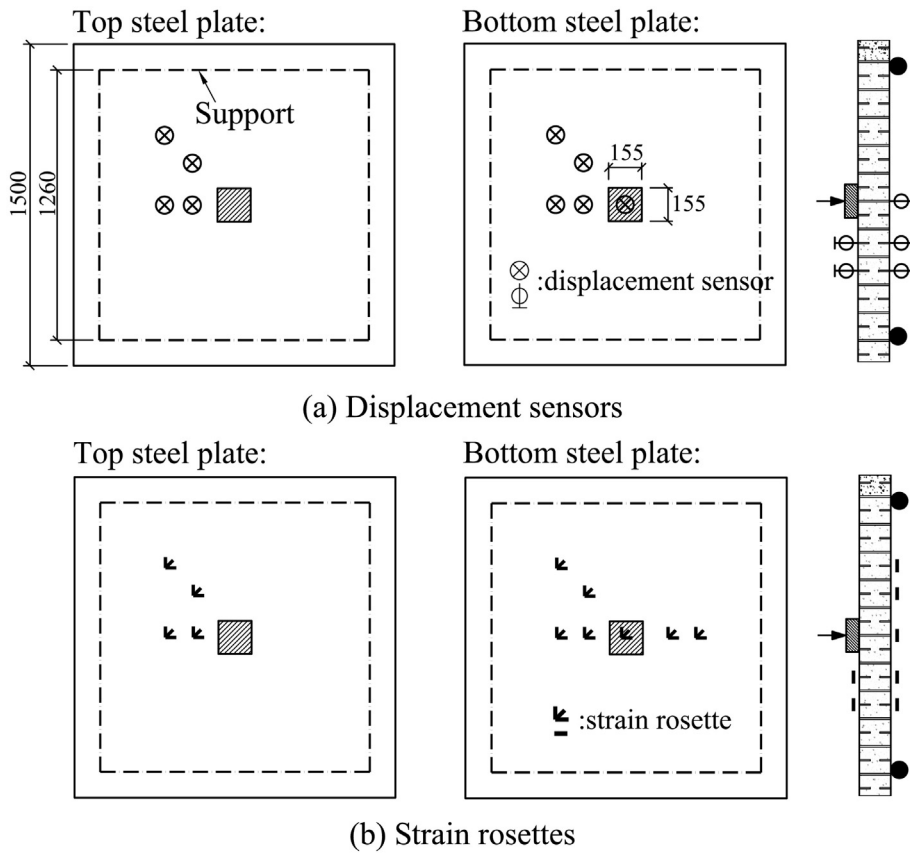 Top steel plate:
Bottom steel plate:
Support
1500
1260
155
155
:displacement sensor
(a) Displacement sensors
Top steel plate:
Bottom steel plate:
:strain rosette
(b) Strain rosettes